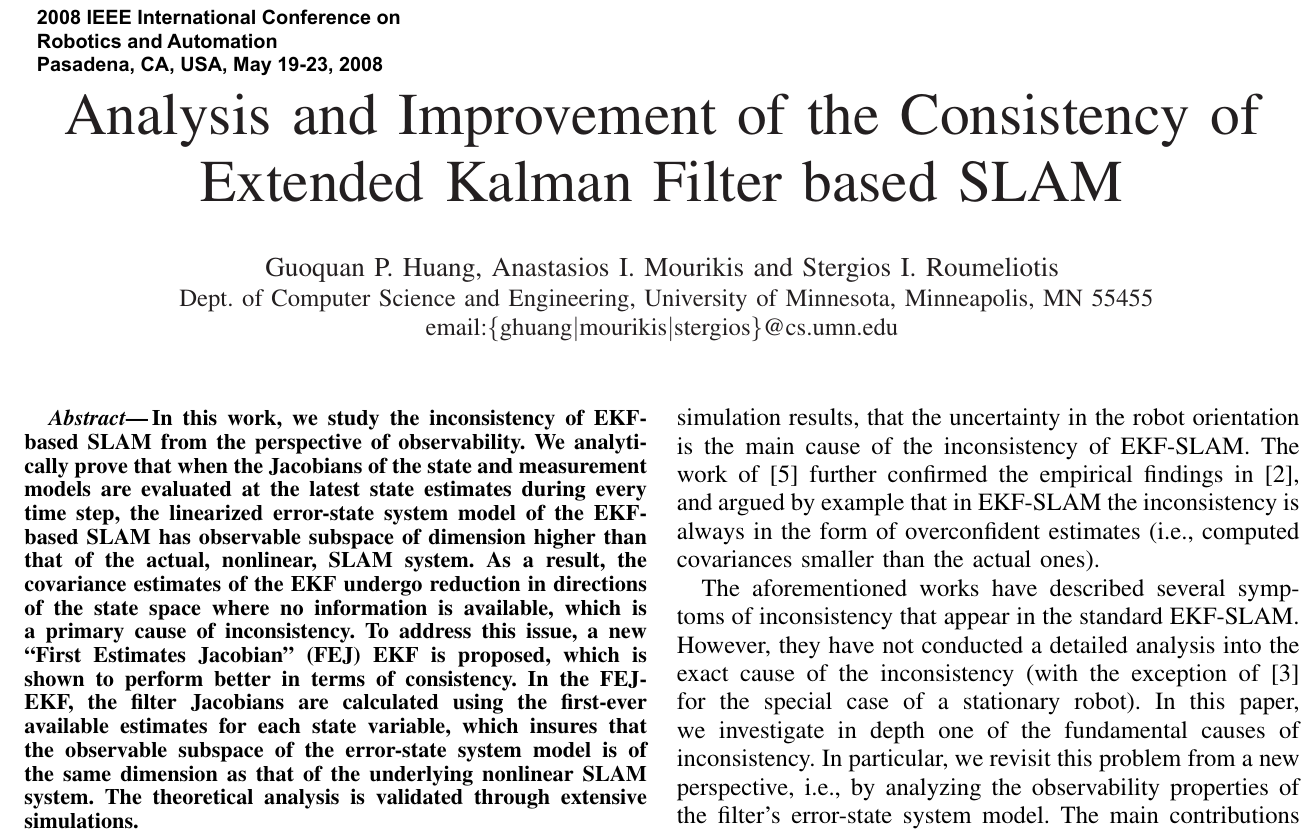 2008 IEEE International Conference on
Robotics and Automation
Pasadena, CA, USA, May 19-23, 2008
Analysis and Improvement of the Consistency of
Extended Kalman Filter based SLAM
Guoquan P. Huang, Anastasios I. Mourikis and Stergios I. Roumeliotis
Dept. of Computer Science and Engineering, University of Minnesota, Minneapolis, MN 55455
email:{ghuang|mourikis|stergios}@cs.umn.edu
Abstract—In this work, we study the inconsistency of EKF-
based SLAM from the perspective of observability. We analyti-
cally prove that when the Jacobians of the state and measurement
models are evaluated at the latest state estimates during every
time step, the linearized error-state system model of the EKF-
based SLAM has observable subspace of dimension higher than
that of the actual, nonlinear, SLAM system. As a result, the
covariance estimates of the EKF undergo reduction in directions
of the state space where no information is available, which is
a primary cause of inconsistency. To address this issue, a new
“First Estimates Jacobian” (FEJ) EKF is proposed, which is
shown to perform better in terms of consistency. In the FEJ-
EKF, the filter Jacobians are calculated using the first-ever
available estimates for each state variable, which insures that
the observable subspace of the error-state system model is of
the same dimension as that of the underlying nonlinear SLAM
system. The theoretical analysis is validated through extensive
simulations.
simulation results, that the uncertainty in the robot orientation
is the main cause of the inconsistency of EKF-SLAM. The
work of [5] further confirmed the empirical findings in [2],
and argued by example that in EKF-SLAM the inconsistency is
always in the form of overconfident estimates (i.e., computed
covariances smaller than the actual ones).
The aforementioned works have described several symp-
toms of inconsistency that appear in the standard EKF-SLAM.
However, they have not conducted a detailed analysis into the
exact cause of the inconsistency (with the exception of [3]
for the special case of a stationary robot). In this paper,
we investigate in depth one of the fundamental causes of
inconsistency. In particular, we revisit this problem from a new
perspective, i.e., by analyzing the observability properties of
the filter's error-state system model. The main contributions